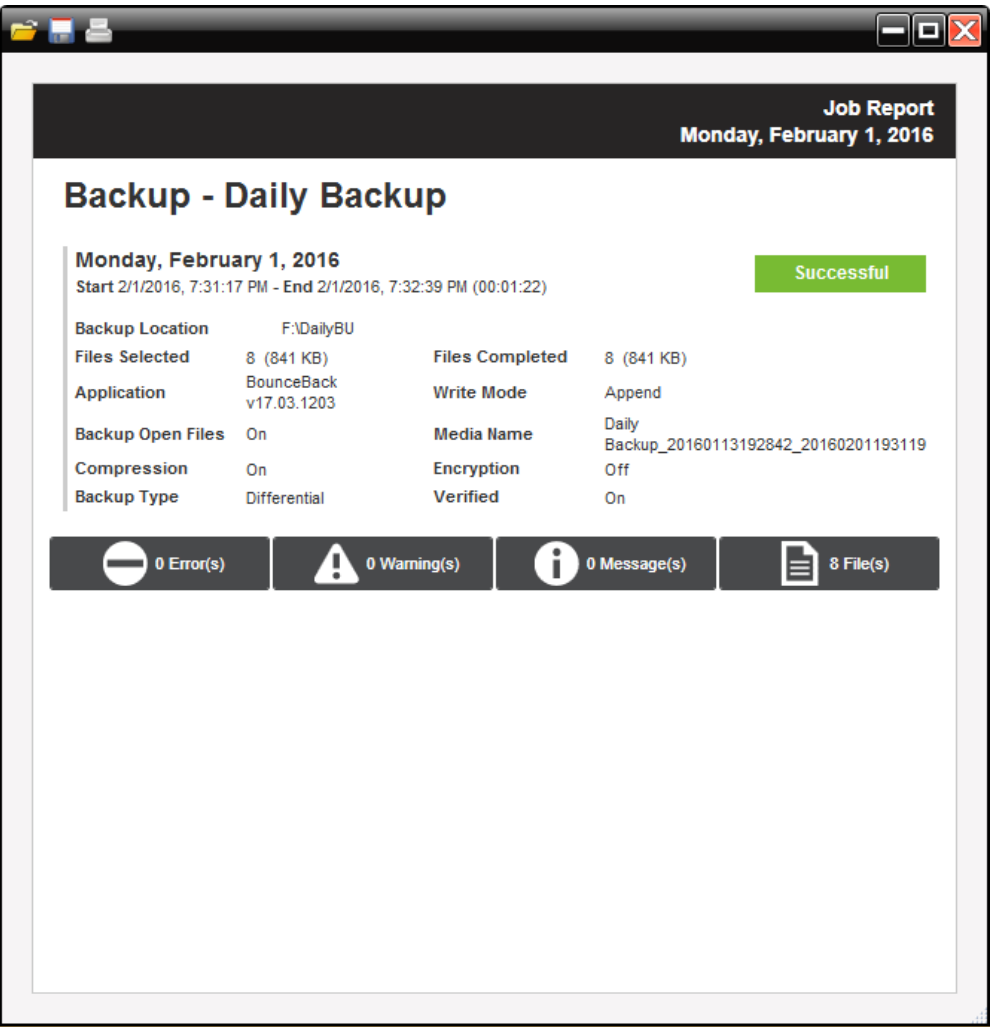 Job Report
Monday, February 1, 2016
Backup - Daily Backup
Monday, February 1, 2016
Successful
Start 2/1/2016, 7:31:17 PM - End 2/1/2016, 7:32:39 PM (00:01:22)
Backup Location F:\DailyBU
Files Selected 8 (841 KB) Files Completed 8 (841 KB)
Application BounceBack v17.03.1203 Write Mode Append
Backup Open Files On Media Name Daily Backup_20160113192842_20160201193119
Compression On Encryption Off
Backup Type Differential Verified On
0 Error(s) 0 Warning(s) 0 Message(s) 8 File(s)